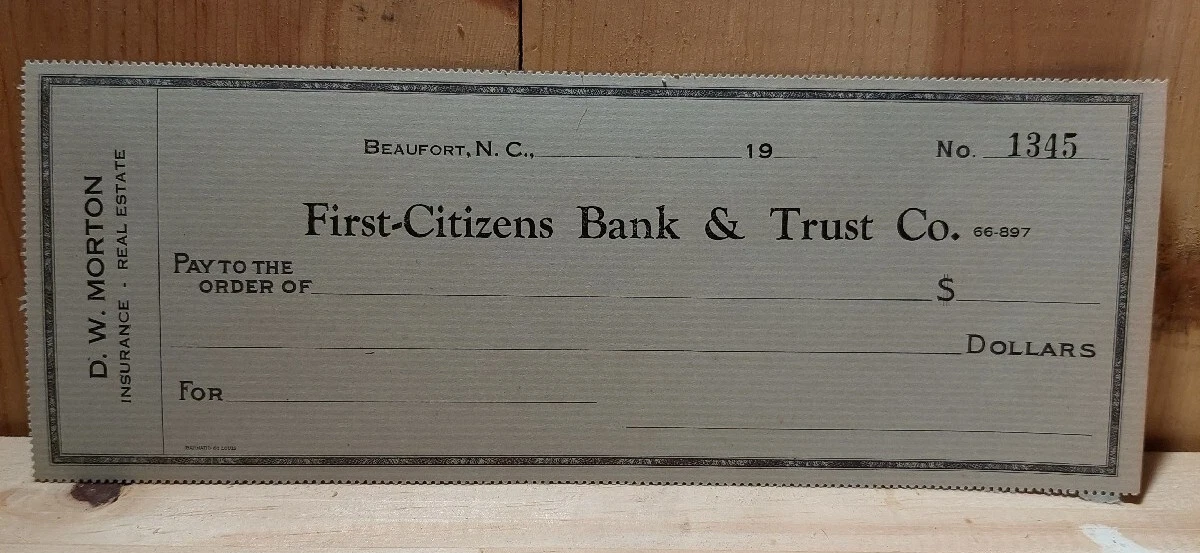 D. W. MORTON
INSURANCE - REAL ESTATE
BEAUFORT, N. C., 19 No. 1345
First-Citizens Bank & Trust Co. 66-897
PAY TO THE
ORDER OF $
DOLLARS
FOR